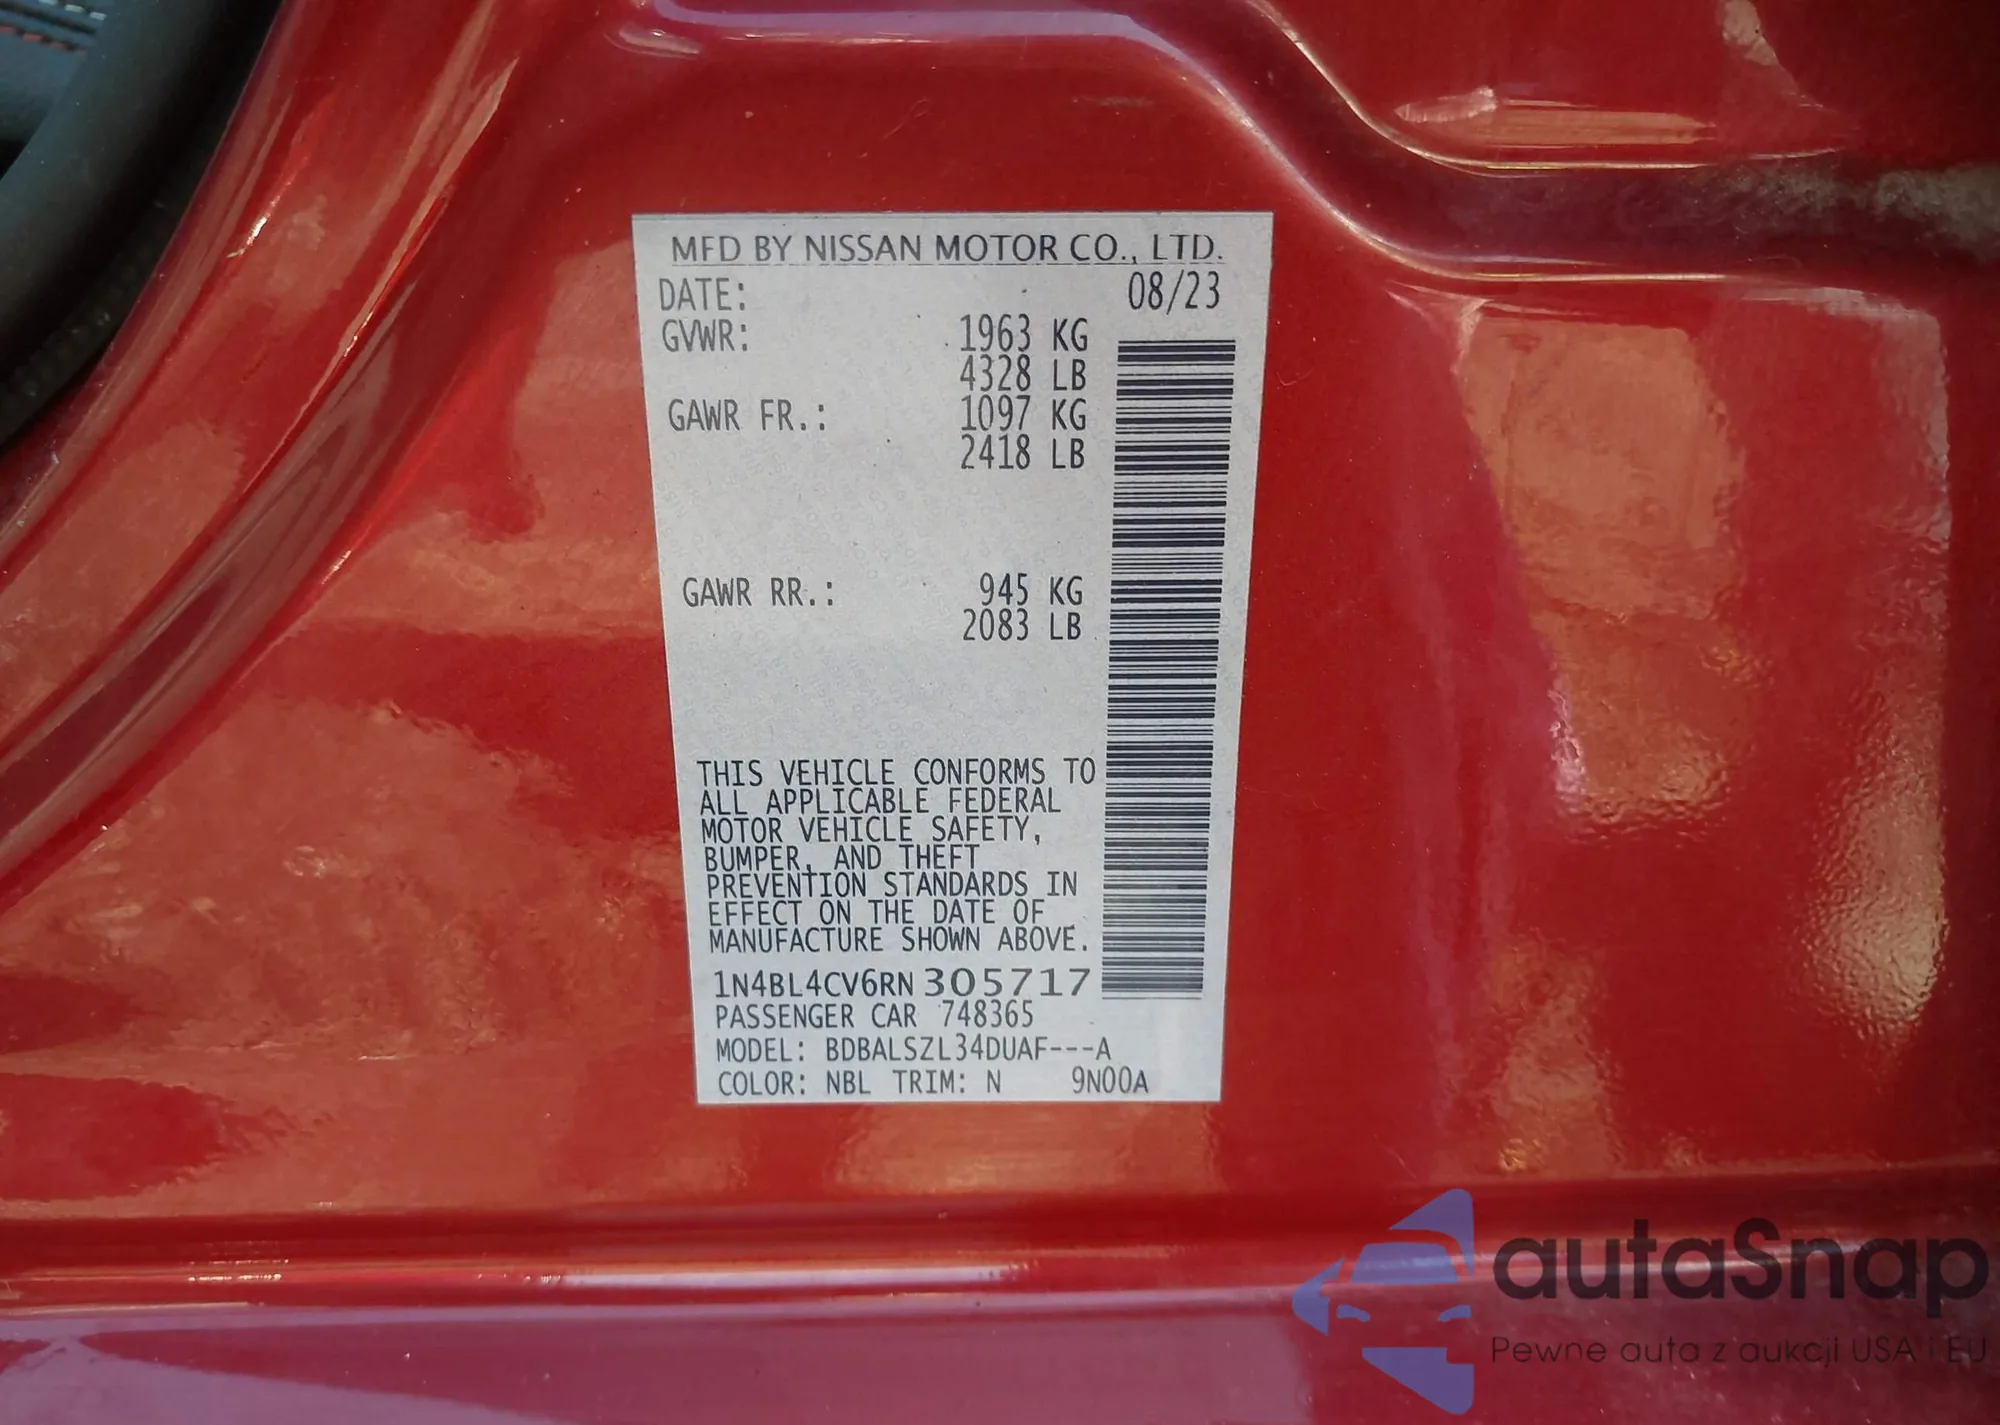 MFD BY NISSAN MOTOR CO., LTD.
DATE: 08/23
GVWR: 1963 KG
4328 LB
GAWR FR.: 1097 KG
2418 LB
GAWR RR.: 945 KG
2083 LB
THIS VEHICLE CONFORMS TO
ALL APPLICABLE FEDERAL
MOTOR VEHICLE SAFETY,
BUMPER, AND THEFT
PREVENTION STANDARDS IN
EFFECT ON THE DATE OF
MANUFACTURE SHOWN ABOVE.
1N4BL4CV6RN 305717
PASSENGER CAR 748365
MODEL: BDBALSZL34DUAF---A
COLOR: NBL TRIM: N 9N00A
autaSnap
Pewne auta z aukcji USA i EU